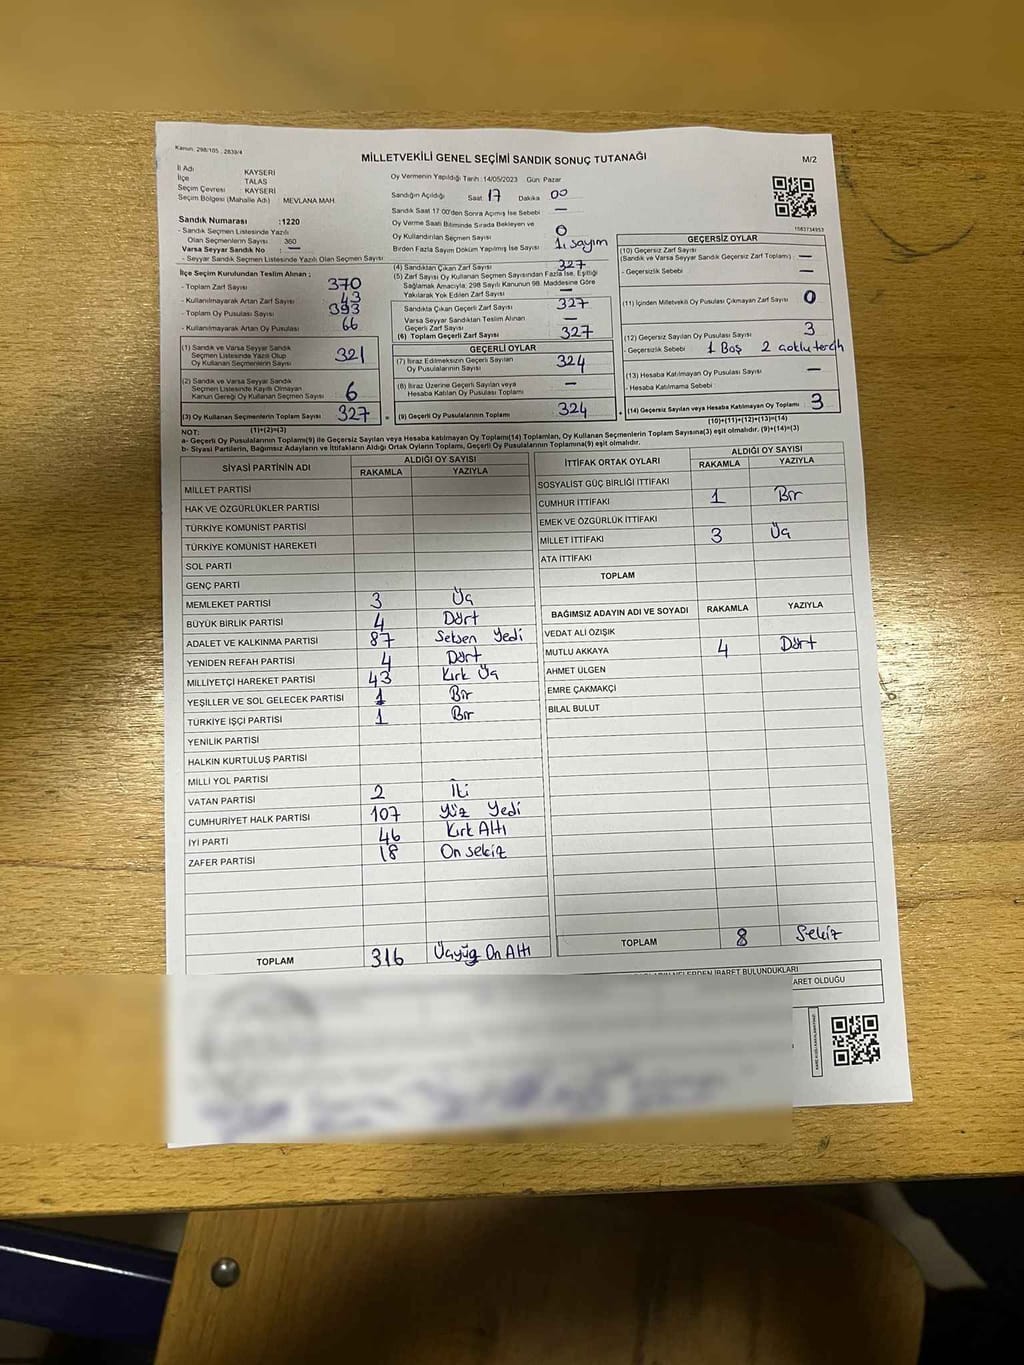 Kanun: 298/105 ; 2839/4
MİLLETVEKİLİ GENEL SEÇİMİ SANDIK SONUÇ TUTANAĞI
M/2
İl Adı KAYSERİ
İlçe TALAS
Seçim Çevresi : KAYSERİ
Seçim Bölgesi (Mahalle Adı) MEVLANA MAH.
Sandık Numarası :1220
- Sandık Seçmen Listesinde Yazılı
Olan Seçmenlerin Sayısı: 360
Varsa Seyyar Sandık No : —
- Seyyar Sandık Seçmen Listesinde Yazılı Olan Seçmen Sayısı
Oy Vermenin Yapıldığı Tarih : 14/05/2023 Gün: Pazar
Sandığın Açıldığı Saat 17 Dakika 00
Sandık Saat 17.00'den Sonra Açılmış İse Sebebi —
Oy Verme Saati Bitiminde Sırada Bekleyen ve
Oy Kullandırılan Seçmen Sayısı 0
Birden Fazla Sayım Döküm Yapılmış İse Sayısı 1. sayım
1583734953
İlçe Seçim Kurulundan Teslim Alınan ;
- Toplam Zarf Sayısı 370
- Kullanılmayarak Artan Zarf Sayısı 43
- Toplam Oy Pusulası Sayısı 393
- Kullanılmayarak Artan Oy Pusulası 66
(1) Sandık ve Varsa Seyyar Sandık
Seçmen Listesinde Yazılı Olup
Oy Kullanan Seçmenlerin Sayısı 321
(2) Sandık ve Varsa Seyyar Sandık
Seçmen Listesinde Kayıtlı Olmayan
Kanun Gereği Oy Kullanan Seçmen Sayısı 6
(3) Oy Kullanan Seçmenlerin Toplam Sayısı 327
(1)+(2)=(3)
(4) Sandıktan Çıkan Zarf Sayısı 327
(5) Zarf Sayısı Oy Kullanan Seçmen Sayısından Fazla İse, Eşitliği
Sağlamak Amacıyla; 298 Sayılı Kanunun 98. Maddesine Göre
Yakılarak Yok Edilen Zarf Sayısı —
Sandıkta Çıkan Geçerli Zarf Sayısı 327
Varsa Seyyar Sandıktan Teslim Alınan
Geçerli Zarf Sayısı —
(6) Toplam Geçerli Zarf Sayısı 327
GEÇERLİ OYLAR
(7) İtiraz Edilmeksizin Geçerli Sayılan
Oy Pusulalarının Sayısı 324
(8) İtiraz Üzerine Geçerli Sayılan veya
Hesaba Katılan Oy Pusulaları Toplamı —
= (9) Geçerli Oy Pusulalarının Toplamı 324
GEÇERSİZ OYLAR
(10) Geçersiz Zarf Sayısı
(Sandık ve Varsa Seyyar Sandık Geçersiz Zarf Toplamı) : —
- Geçersizlik Sebebi : —
(11) İçinden Milletvekili Oy Pusulası Çıkmayan Zarf Sayısı 0
(12) Geçersiz Sayılan Oy Pusulası Sayısı 3
- Geçersizlik Sebebi : 1 Boş 2 çoklu tercih
(13) Hesaba Katılmayan Oy Pusulası Sayısı —
- Hesaba Katılmama Sebebi :
+ (14) Geçersiz Sayılan veya Hesaba Katılmayan Oy Toplamı 3
(10)+(11)+(12)+(13)=(14)
NOT:
a- Geçerli Oy Pusulalarının Toplamı(9) ile Geçersiz Sayılan veya Hesaba Katılmayan Oy Toplamı(14) Toplamları, Oy Kullanan Seçmenlerin Toplam Sayısına(3) eşit olmalıdır. (9)+(14)=(3)
b- Siyasi Partilerin, Bağımsız Adayların ve İttifakların Aldığı Ortak Oyların Toplamı, Geçerli Oy Pusulalarının Toplamına(9) eşit olmalıdır.
SİYASİ PARTİNİN ADI ALDIĞI OY SAYISI
RAKAMLA YAZIYLA
MİLLET PARTİSİ
HAK VE ÖZGÜRLÜKLER PARTİSİ
TÜRKİYE KOMÜNİST PARTİSİ
TÜRKİYE KOMÜNİST HAREKETİ
SOL PARTİ
GENÇ PARTİ
MEMLEKET PARTİSİ 3 Üç
BÜYÜK BİRLİK PARTİSİ 4 Dört
ADALET VE KALKINMA PARTİSİ 87 Seksen Yedi
YENİDEN REFAH PARTİSİ 4 Dört
MİLLİYETÇİ HAREKET PARTİSİ 43 Kırk Üç
YEŞİLLER VE SOL GELECEK PARTİSİ 1 Bir
TÜRKİYE İŞÇİ PARTİSİ 1 Bir
YENİLİK PARTİSİ
HALKIN KURTULUŞ PARTİSİ
MİLLİ YOL PARTİSİ
VATAN PARTİSİ 2 İki
CUMHURİYET HALK PARTİSİ 107 Yüz Yedi
İYİ PARTİ 46 Kırk Altı
ZAFER PARTİSİ 18 On sekiz
TOPLAM 316 Üçyüz On Altı
İTTİFAK ORTAK OYLARI ALDIĞI OY SAYISI
RAKAMLA YAZIYLA
SOSYALİST GÜÇ BİRLİĞİ İTTİFAKI
CUMHUR İTTİFAKI 1 Bir
EMEK VE ÖZGÜRLÜK İTTİFAKI
MİLLET İTTİFAKI 3 Üç
ATA İTTİFAKI
TOPLAM
BAĞIMSIZ ADAYIN ADI VE SOYADI RAKAMLA YAZIYLA
VEDAT ALİ ÖZIŞIK
MUTLU AKKAYA 4 Dört
AHMET ÜLGEN
EMRE ÇAKMAKÇI
BİLAL BULUT
TOPLAM 8 Sekiz
NELERDEN İBARET BULUNDUKLARI
ARET OLDUĞU